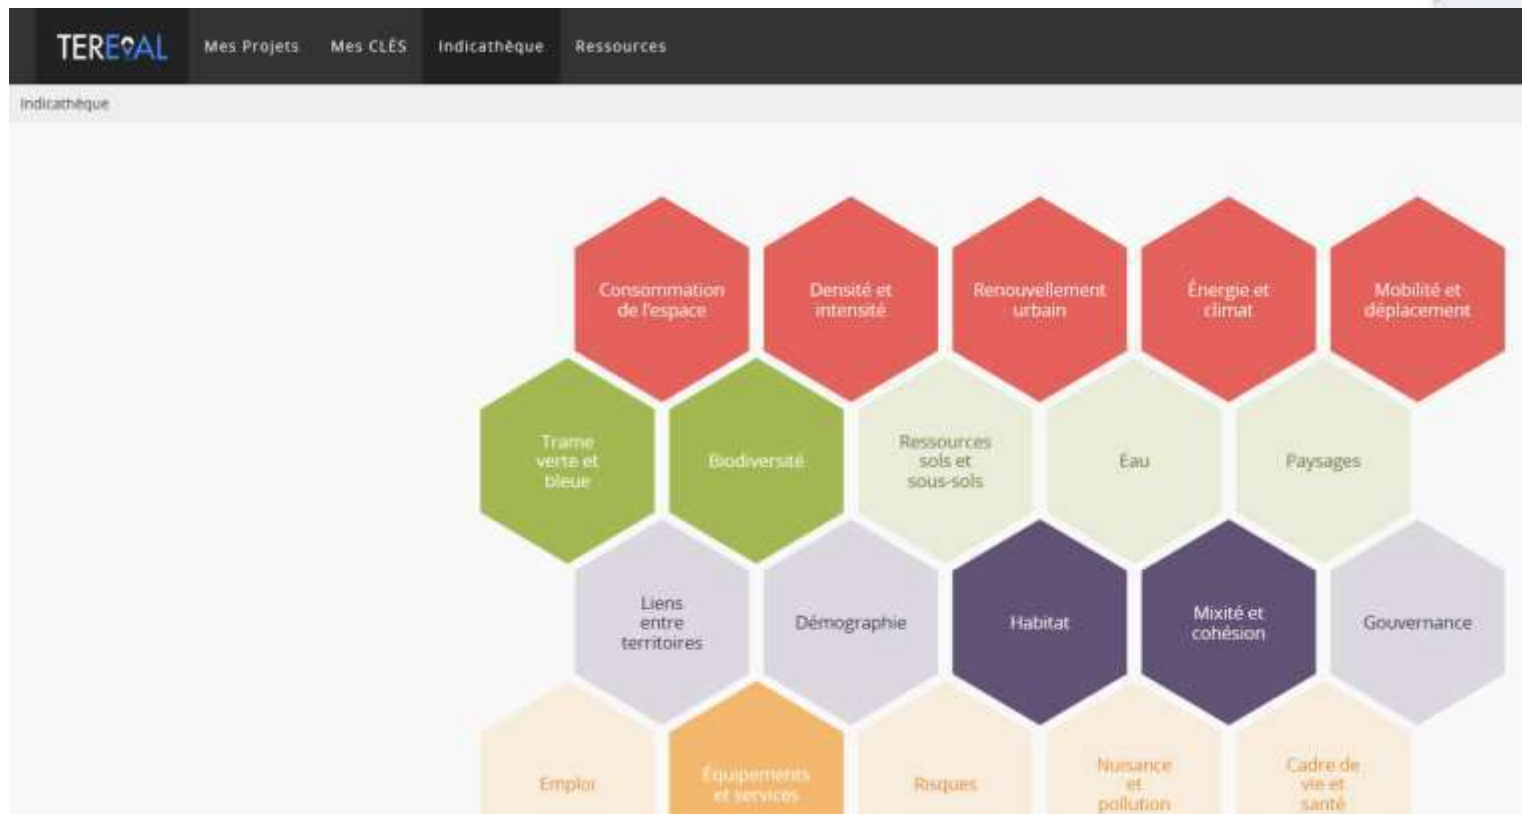 TEREVAL Mes Projets Mes CLÉS Indicathèque Ressources
Indicathèque
Consommation
de l'espace
Densité et
intensité
Renouvellement
urbain
Énergie et
climat
Mobilité et
déplacement
Trame
verte et
bleue
Biodiversité
Ressources
sols et
sous-sols
Eau
Paysages
Liens
entre
territoires
Démographie
Habitat
Mixité et
cohésion
Gouvernance
Emploi
Équipements
et services
Risques
Nuisance
et
pollution
Cadre de
vie et
santé